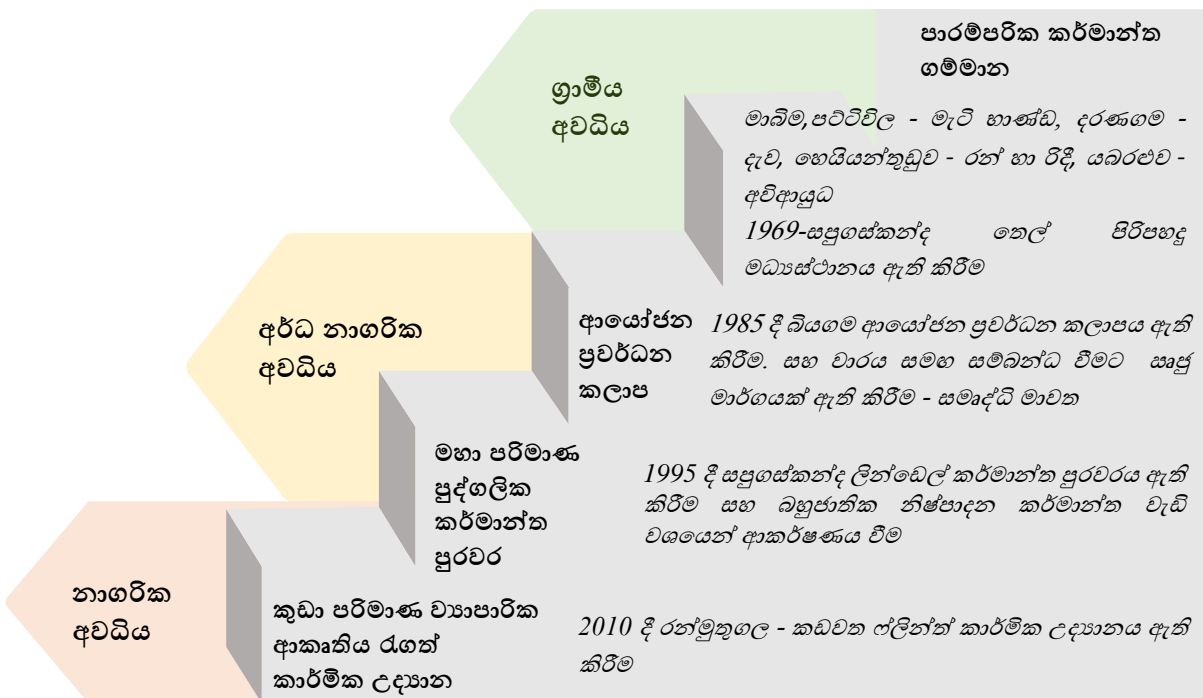 පාරම්පරික කර්මාන්ත
ගම්මාන
ග්‍රාමීය
අවධිය
මාබිම,පට්ටිවිල - මැටි භාණ්ඩ, දරණගම -
දැව, හෙයියන්තුඩුව - රන් හා රිදී, යබරළුව -
අවිආයුධ
1969-සපුගස්කන්ද තෙල් පිරිපහදු
මධ්‍යස්ථානය ඇති කිරීම
අර්ධ නාගරික
අවධිය
ආයෝජන
ප්‍රවර්ධන
කලාප
1985 දී බියගම ආයෝජන ප්‍රවර්ධන කලාපය ඇති
කිරීම. සහ වාරය සමඟ සම්බන්ධ වීමට ඍජු
මාර්ගයක් ඇති කිරීම - සමෘද්ධි මාවත
මහා පරිමාණ
පුද්ගලික
කර්මාන්ත
පුරවර
1995 දී සපුගස්කන්ද ලින්ඩෙල් කර්මාන්ත පුරවරය ඇති
කිරීම සහ බහුජාතික නිෂ්පාදන කර්මාන්ත වැඩි
වශයෙන් ආකර්ෂණය වීම
නාගරික
අවධිය
කුඩා පරිමාණ ව්‍යාපාරික
ආකෘතිය රැගත්
කාර්මික උද්‍යාන
2010 දී රන්මුතුගල - කඩවත ෆ්ලින්ත් කාර්මික උද්‍යානය ඇති
කිරීම